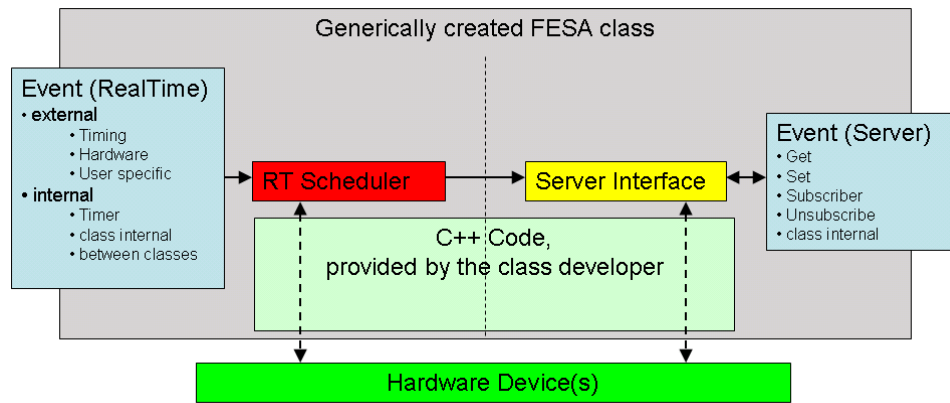 Generically created FESA class
Event (RealTime)
• external
• Timing
• Hardware
• User specific
• internal
• Timer
• class internal
• between classes
RT Scheduler
Server Interface
Event (Server)
• Get
• Set
• Subscriber
• Unsubscribe
• class internal
C++ Code,
provided by the class developer
Hardware Device(s)